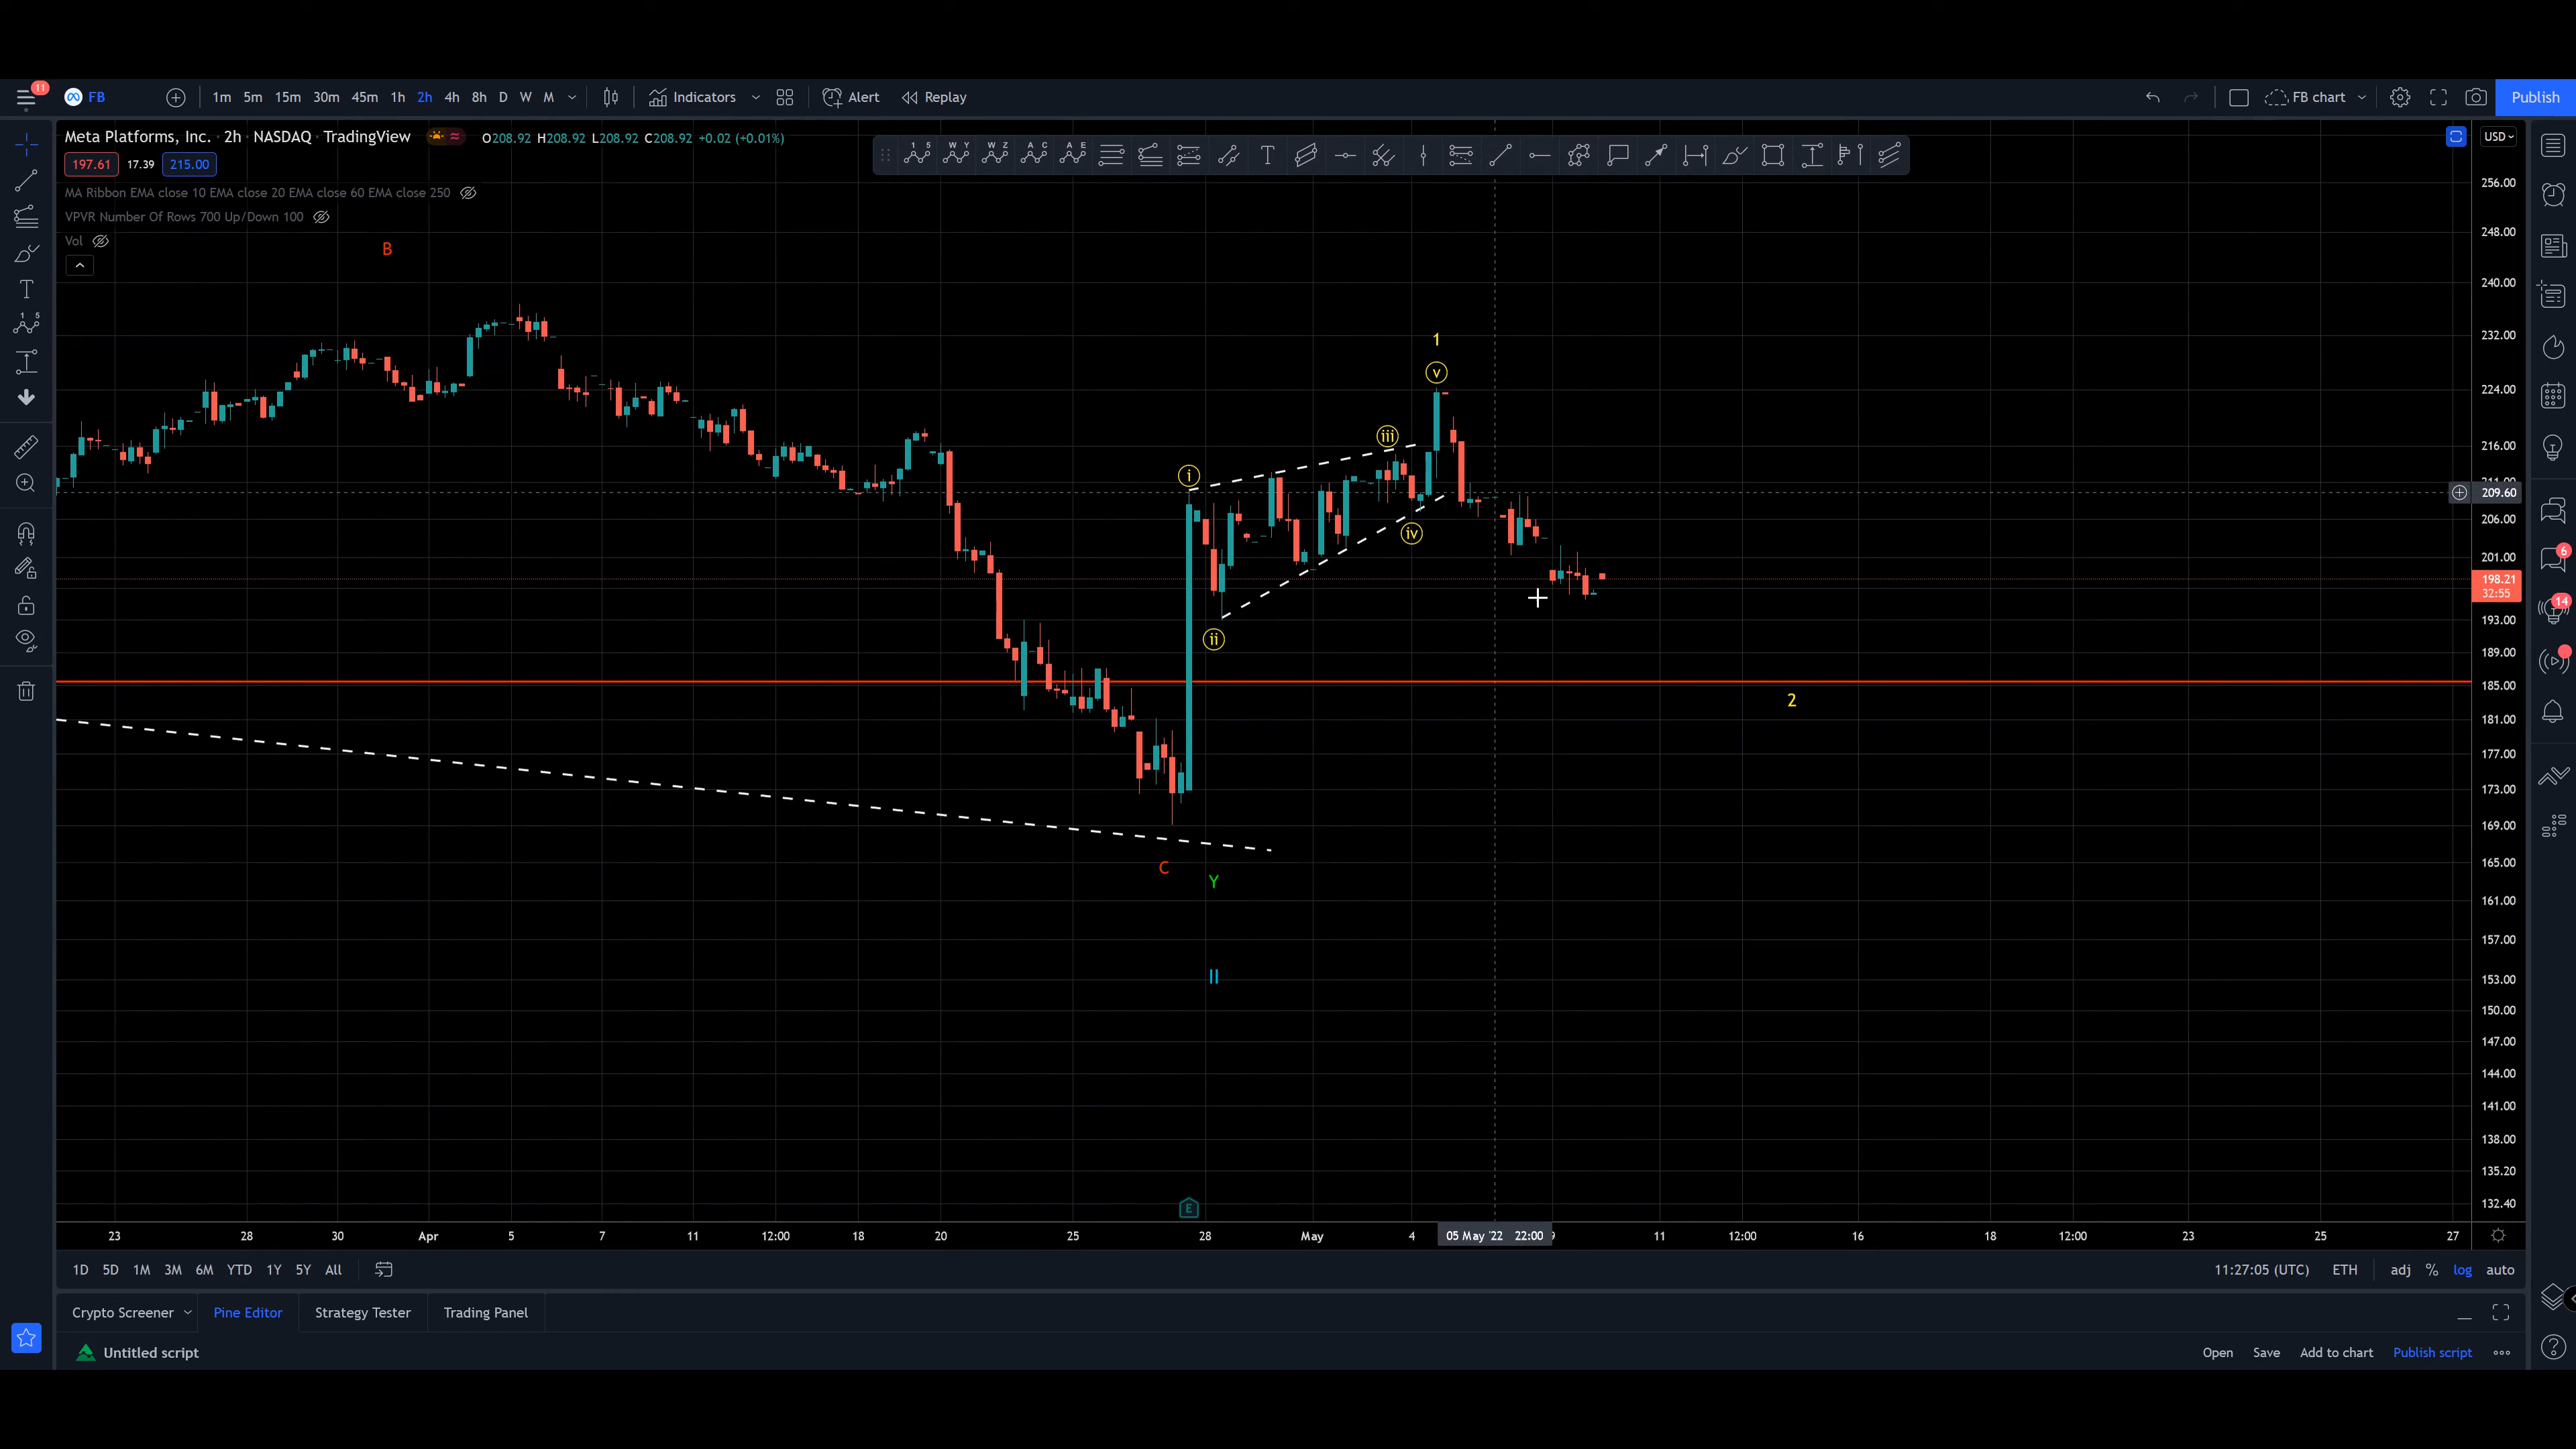 11
FB
1m 5m 15m 30m 45m 1h 2h 4h 8h D W M
Indicators
Alert
Replay
FB chart
Publish
Meta Platforms, Inc. · 2h · NASDAQ · TradingView
O208.92 H208.92 L208.92 C208.92 +0.02 (+0.01%)
USD
197.61 17.39 215.00
MA Ribbon EMA close 10 EMA close 20 EMA close 60 EMA close 250
VPVR Number Of Rows 700 Up/Down 100
Vol
B
256.00
248.00
240.00
232.00
1
v
224.00
iii
216.00
i
209.60
206.00
iv
201.00
198.21
32:55
6
14
193.00
ii
189.00
185.00
2
181.00
177.00
173.00
169.00
165.00
C
Y
161.00
157.00
153.00
II
150.00
147.00
144.00
141.00
138.00
135.20
132.40
E
23 28 30 Apr 5 7 11 12:00 18 20 25 28 May 4 05 May '22 22:00 9 11 12:00 16 18 12:00 23 25 27
1D 5D 1M 3M 6M YTD 1Y 5Y All
11:27:05 (UTC) ETH adj % log auto
Crypto Screener Pine Editor Strategy Tester Trading Panel
Untitled script
Open Save Add to chart Publish script